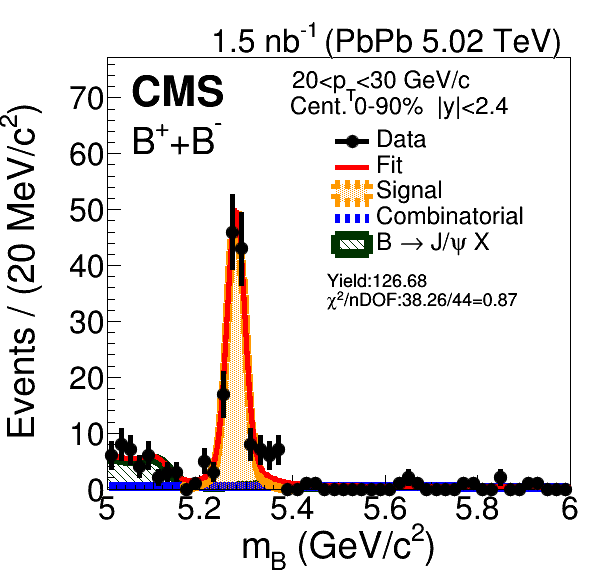 1.5 nb⁻¹ (PbPb 5.02 TeV)
CMS
B⁺+B⁻
20<p_T<30 GeV/c
Cent. 0-90% |y|<2.4
Data
Fit
Signal
Combinatorial
B → J/ψ X
Yield:126.68
χ²/nDOF:38.26/44=0.87
Events / (20 MeV/c²)
70
60
50
40
30
20
10
0
5
5.2
5.4
5.6
5.8
6
m_B (GeV/c²)